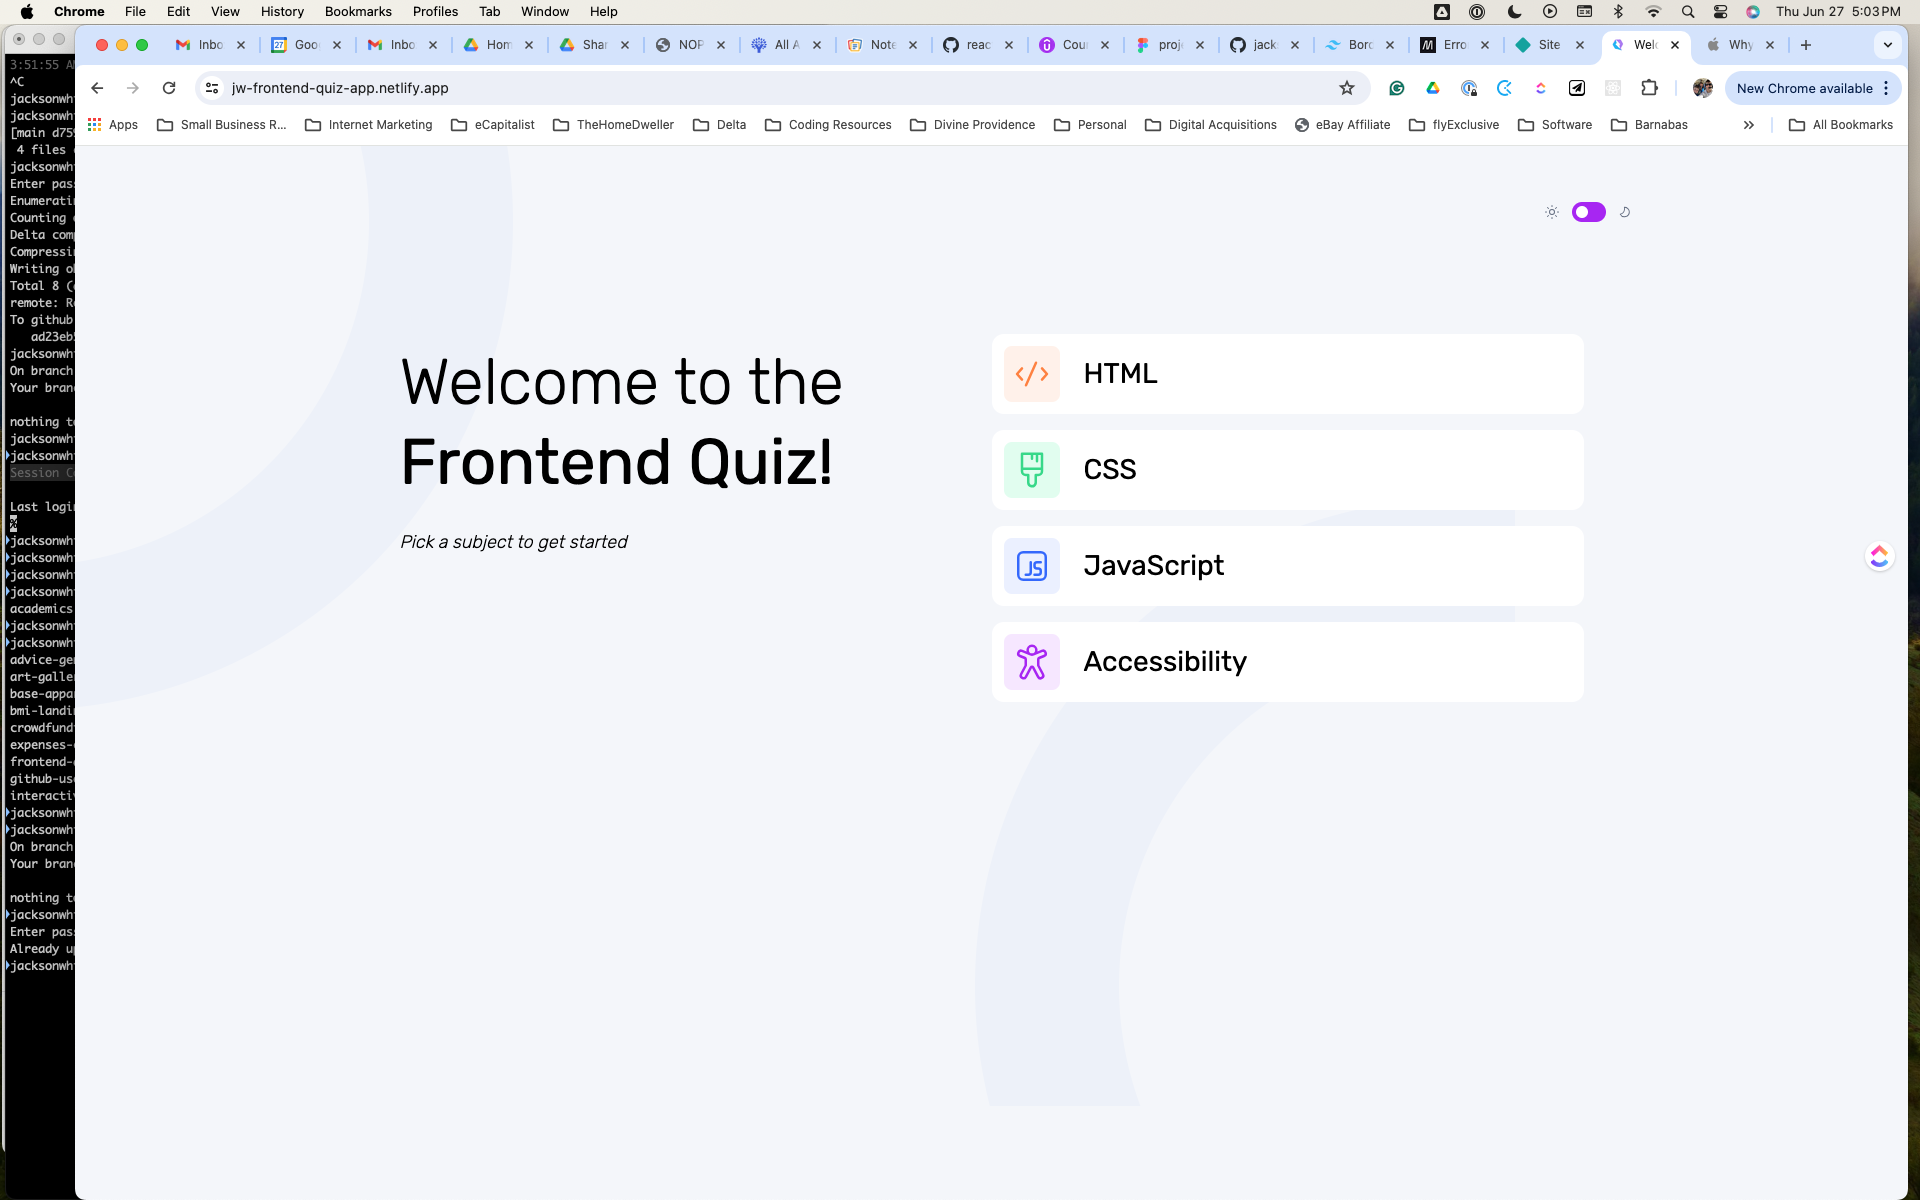 Chrome File Edit View History Bookmarks Profiles Tab Window Help Thu Jun 27 5:03 PM
Inbo Goo Inbo Hom Shar NOP All A Note reac Cou proj jack Borc Erro Site Welc Why
jw-frontend-quiz-app.netlify.app New Chrome available
Apps Small Business R... Internet Marketing eCapitalist TheHomeDweller Delta Coding Resources Divine Providence Personal Digital Acquisitions eBay Affiliate flyExclusive Software Barnabas All Bookmarks
3:51:55 AM
^C
jacksonwh
jacksonwh
[main d759
4 files
jacksonwh
Enter pas
Enumerati
Counting
Delta com
Compressi
Writing o
Total 8 (
remote: R
To github
ad23eb
jacksonwh
On branch
Your bran
nothing t
jacksonwh
jacksonwh
Session C
Last logi
%
jacksonwh
jacksonwh
jacksonwh
jacksonwh
academics
jacksonwh
jacksonwh
advice-ge
art-galle
base-appa
bmi-landi
crowdfund
expenses-
frontend-
github-us
interacti
jacksonwh
jacksonwh
On branch
Your bran
nothing t
jacksonwh
Enter pas
Already u
jacksonwh
Welcome to the
Frontend Quiz!
Pick a subject to get started
HTML
CSS
JS JavaScript
Accessibility